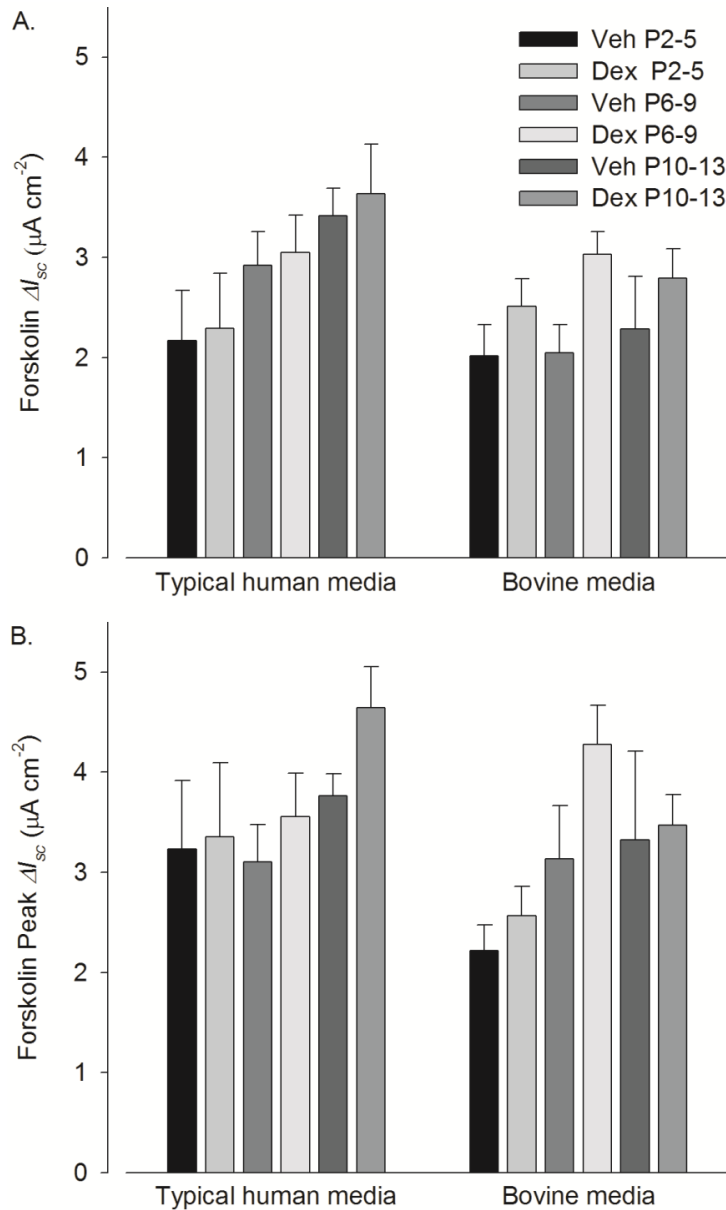 A.
Forskolin ΔIsc (μA cm-2)
5
4
3
2
1
0
Veh P2-5
Dex P2-5
Veh P6-9
Dex P6-9
Veh P10-13
Dex P10-13
Typical human media Bovine media
B.
Forskolin Peak ΔIsc (μA cm-2)
5
4
3
2
1
0
Typical human media Bovine media